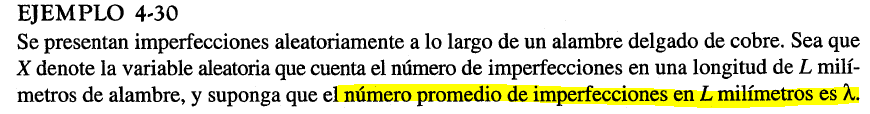 EJEMPLO 4-30
Se presentan imperfecciones aleatoriamente a lo largo de un alambre delgado de cobre. Sea que
X denote la variable aleatoria que cuenta el número de imperfecciones en una longitud de L milí-
metros de alambre, y suponga que el número promedio de imperfecciones en L milímetros es λ.